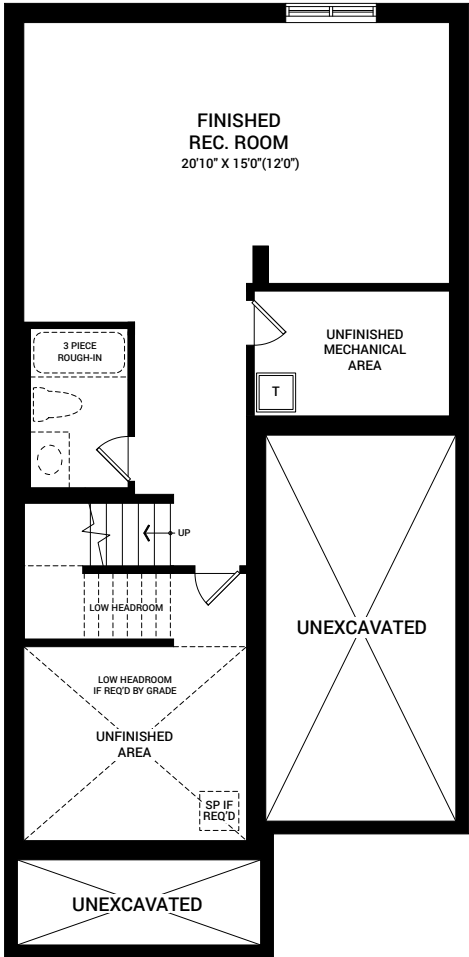 FINISHED
REC. ROOM
20'10" X 15'0"(12'0")
3 PIECE
ROUGH-IN
UNFINISHED
MECHANICAL
AREA
T
UP
LOW HEADROOM
UNEXCAVATED
LOW HEADROOM
IF REQ'D BY GRADE
UNFINISHED
AREA
SP IF
REQ'D
UNEXCAVATED